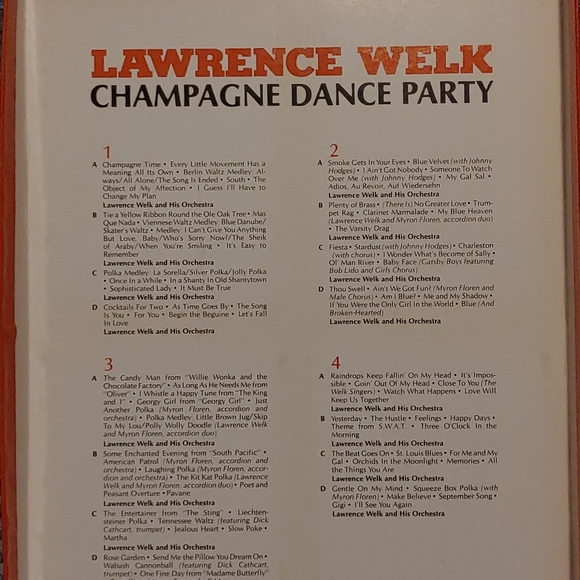 LAWRENCE WELK
CHAMPAGNE DANCE PARTY
1
A Champagne Time • Every Little Movement Has a
Meaning All Its Own • Berlin Waltz Medley: Al-
ways/All Alone/The Song Is Ended • South • The
Object of My Affection • I Guess I'll Have to
Change My Plan
Lawrence Welk and His Orchestra
B Tie a Yellow Ribbon Round the Ole Oak Tree • Mas
Que Nada • Viennese Waltz Medley: Blue Danube/
Skater's Waltz • Medley: I Can't Give You Anything
But Love, Baby/Who's Sorry Now?/The Sheik
of Araby/When You're Smiling • It's Easy to
Remember
Lawrence Welk and His Orchestra
C Polka Medley: La Sorella/Silver Polka/Jolly Polka
• Once In a While • In a Shanty In Old Shantytown
• Sophisticated Lady • It Must Be True
Lawrence Welk and His Orchestra
D Cocktails For Two • As Time Goes By • The Song
Is You • For You • Begin the Beguine • Let's Fall
In Love
Lawrence Welk and His Orchestra
2
A Smoke Gets In Your Eyes • Blue Velvet (with Johnny
Hodges) • I Ain't Got Nobody • Someone To Watch
Over Me (with Johnny Hodges) • My Gal Sal •
Adios, Au Revoir, Auf Wiedersehn
Lawrence Welk and His Orchestra
B Plenty of Brass • (There Is) No Greater Love • Trum-
pet Rag • Clarinet Marmalade • My Blue Heaven
(Lawrence Welk and Myron Floren, accordion duo)
• The Varsity Drag
Lawrence Welk and His Orchestra
C Fiesta • Stardust (with Johnny Hodges) • Charleston
(with chorus) • I Wonder What's Become of Sally •
Ol' Man River • Baby Face (Gatsby Boys featuring
Bob Lido and Girls Chorus)
Lawrence Welk and His Orchestra
D Thou Swell • Ain't We Got Fun? (Myron Floren and
Male Chorus) • Am I Blue? • Me and My Shadow •
If You Were the Only Girl In the World • Blue (And
Broken-Hearted)
Lawrence Welk and His Orchestra
3
A The Candy Man from "Willie Wonka and the
Chocolate Factory" • As Long As He Needs Me from
"Oliver" • I Whistle a Happy Tune from "The King
and I" • Georgy Girl from "Georgy Girl" • Just
Another Polka (Myron Floren, accordion and
orchestra) • Polka Medley: Little Brown Jug/Skip
To My Lou/Polly Wolly Doodle (Lawrence Welk
and Myron Floren, accordion duo)
Lawrence Welk and His Orchestra
B Some Enchanted Evening from "South Pacific" •
American Patrol (Myron Floren, accordion and
orchestra) • Laughing Polka (Myron Floren, accor-
dion and orchestra) • The Kit Kat Polka (Lawrence
Welk and Myron Floren, accordion duo) • Poet and
Peasant Overture • Pavane
Lawrence Welk and His Orchestra
C The Entertainer from "The Sting" • Liechten-
steiner Polka • Tennessee Waltz (featuring Dick
Cathcart, trumpet) • Jealous Heart • Slow Poke •
Martha
Lawrence Welk and His Orchestra
D Rose Garden • Send Me the Pillow You Dream On •
Wabash Cannonball (featuring Dick Cathcart,
trumpet) • One Fine Day from "Madame Butterfly"
4
A Raindrops Keep Fallin' On My Head • It's Impos-
sible • Goin' Out Of My Head • Close To You (The
Welk Singers) • Watch What Happens • Love Will
Keep Us Together
Lawrence Welk and His Orchestra
B Yesterday • The Hustle • Feelings • Happy Days •
Theme from S.W.A.T. • Three O'Clock In the
Morning
Lawrence Welk and His Orchestra
C The Beat Goes On • St. Louis Blues • For Me and My
Gal • Orchids In the Moonlight • Memories • All
the Things You Are
Lawrence Welk and His Orchestra
D Gentle On My Mind • Squeeze Box Polka (with
Myron Floren) • Make Believe • September Song •
Gigi • I'll See You Again
Lawrence Welk and His Orchestra